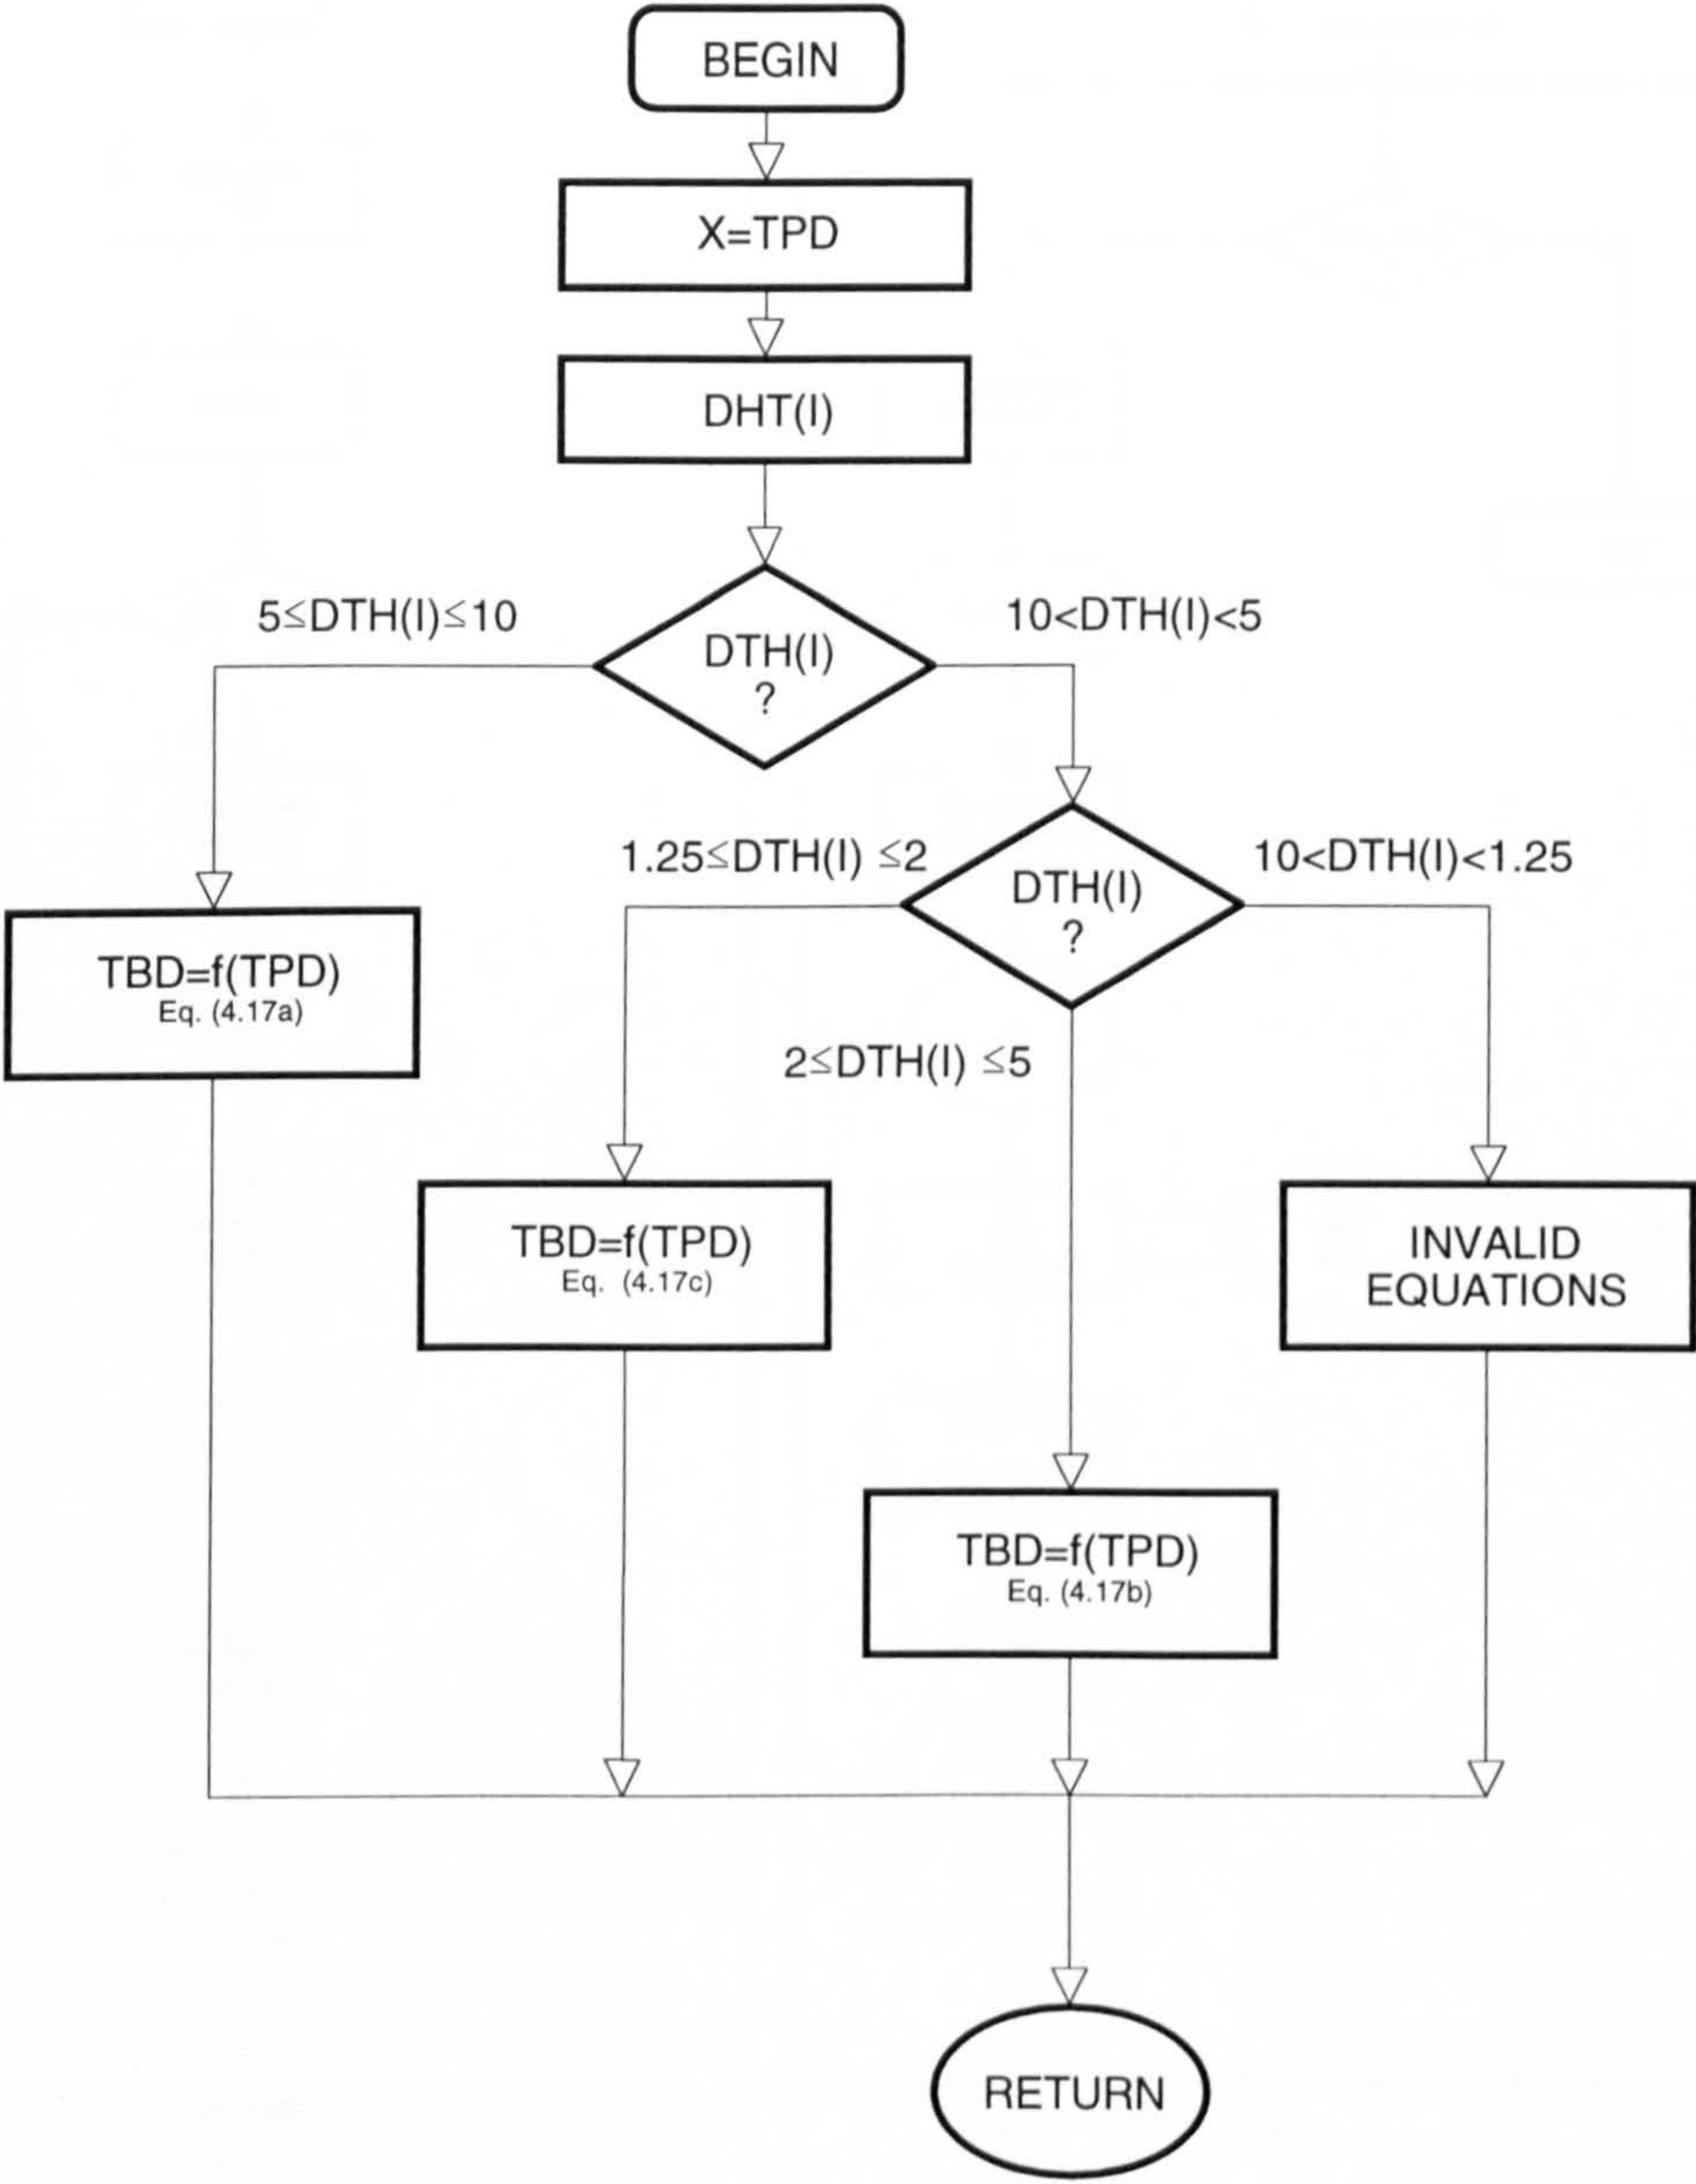 BEGIN
X=TPD
DHT(I)
5≤DTH(I)≤10
10<DTH(I)<5
DTH(I)
?
1.25≤DTH(I) ≤2
10<DTH(I)<1.25
DTH(I)
?
TBD=f(TPD)
Eq. (4.17a)
2≤DTH(I) ≤5
TBD=f(TPD)
Eq. (4.17c)
INVALID
EQUATIONS
TBD=f(TPD)
Eq. (4.17b)
RETURN